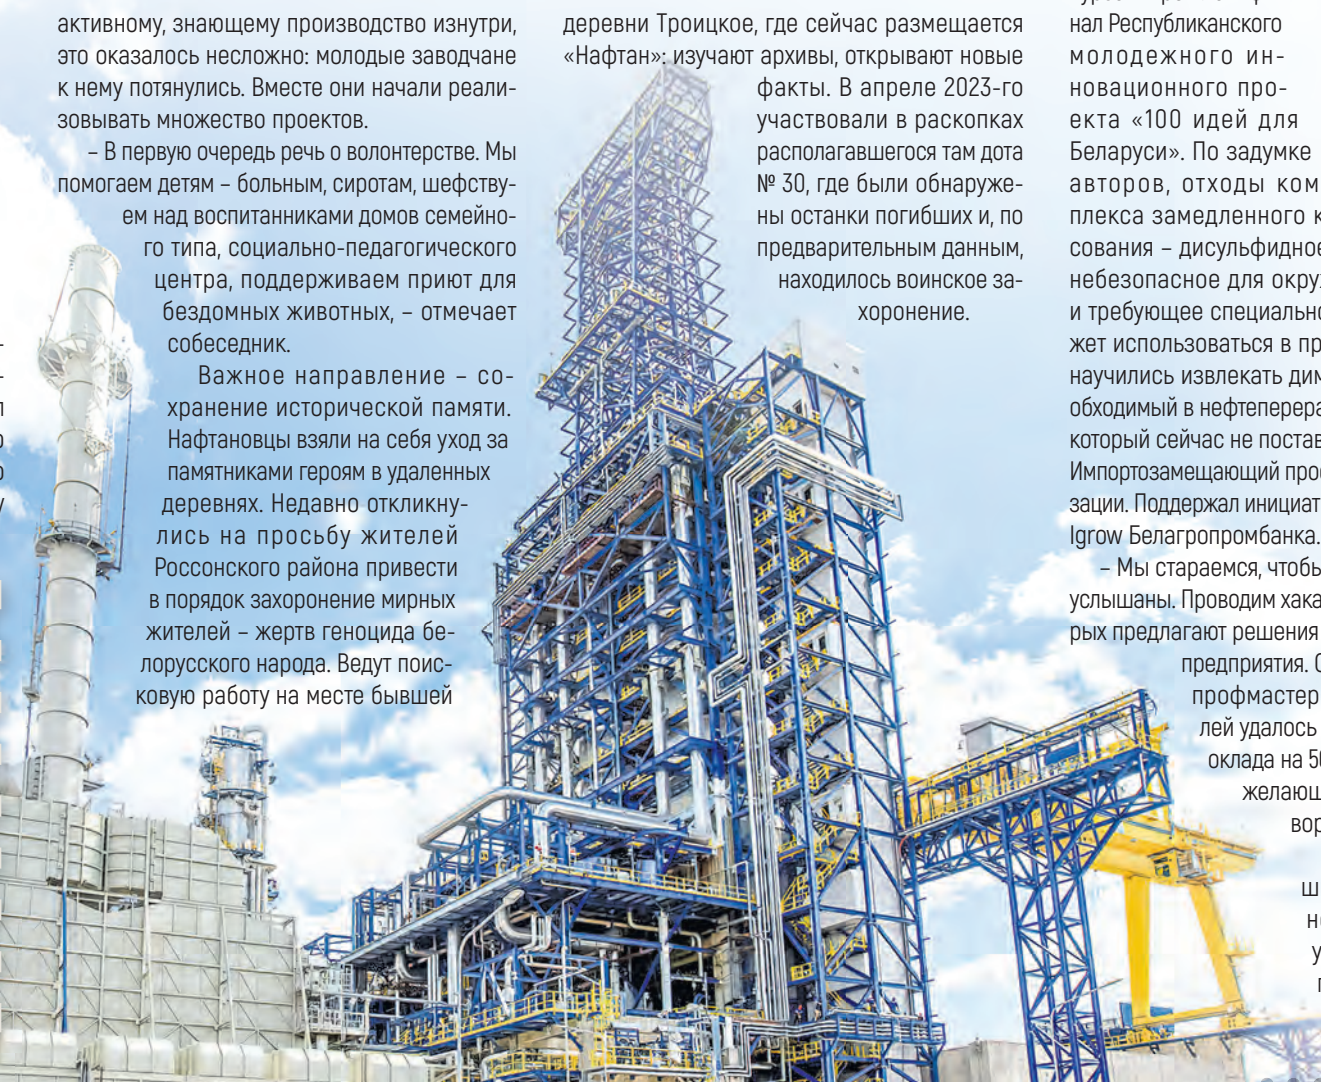 активному, знающему производство изнутри,
это оказалось несложно: молодые заводчане
к нему потянулись. Вместе они начали реали-
зовывать множество проектов.
– В первую очередь речь о волонтерстве. Мы
помогаем детям – больным, сиротам, шефству-
ем над воспитанниками домов семейно-
го типа, социально-педагогического
центра, поддерживаем приют для
бездомных животных, – отмечает
собеседник.
Важное направление – со-
хранение исторической памяти.
Нафтановцы взяли на себя уход за
памятниками героям в удаленных
деревнях. Недавно откликну-
лись на просьбу жителей
Россонского района привести
в порядок захоронение мирных
жителей – жертв геноцида бе-
лорусского народа. Ведут поис-
ковую работу на месте бывшей
деревни Троицкое, где сейчас размещается
«Нафтан»: изучают архивы, открывают новые
факты. В апреле 2023-го
участвовали в раскопках
располагавшегося там дота
№ 30, где были обнаруже-
ны останки погибших и, по
предварительным данным,
находилось воинское за-
хоронение.
нал Республиканского
молодежного ин-
новационного про-
екта «100 идей для
Беларуси». По задумке
авторов, отходы ком
плекса замедленного к
сования – дисульфидное
небезопасное для окру
и требующее специально
жет использоваться в пр
научились извлекать дим
обходимый в нефтеперера
который сейчас не постав
Импортозамещающий прое
зации. Поддержал инициат
Igrow Белагропромбанка.
– Мы стараемся, чтобы
услышаны. Проводим хака
рых предлагают решения
предприятия. С
профмастер
лей удалось
оклада на 50
желающ
вор
ш
не
у
п